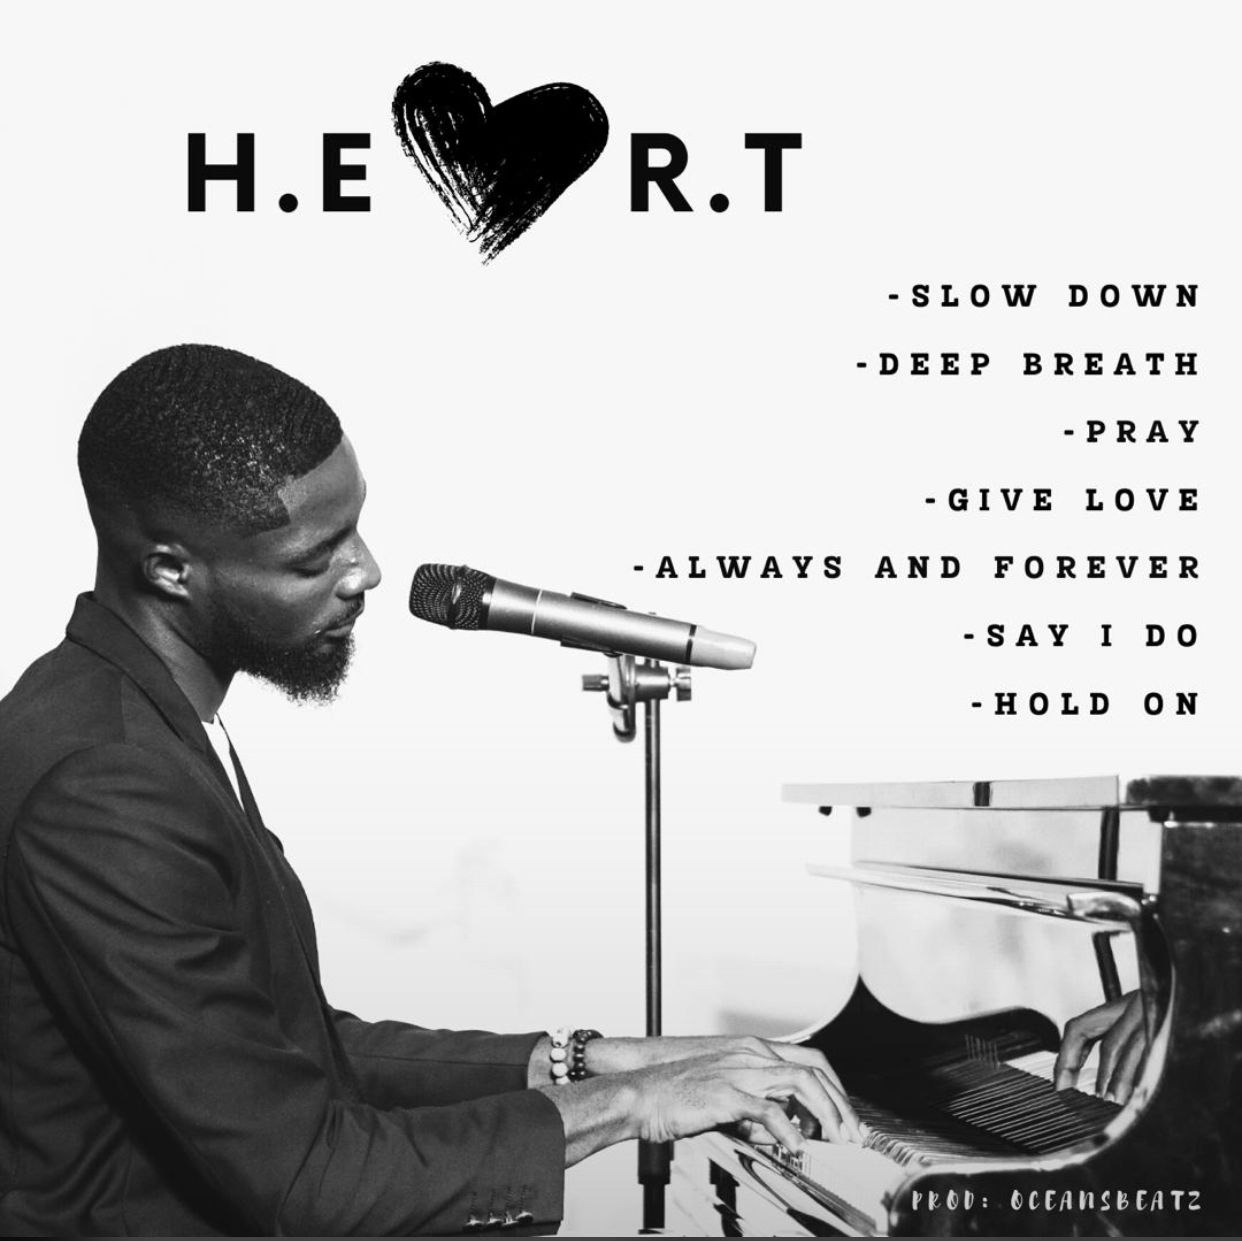 H.E R.T
-SLOW DOWN
-DEEP BREATH
-PRAY
-GIVE LOVE
-ALWAYS AND FOREVER
-SAY I DO
-HOLD ON
PROD: OCEANSBEATZ